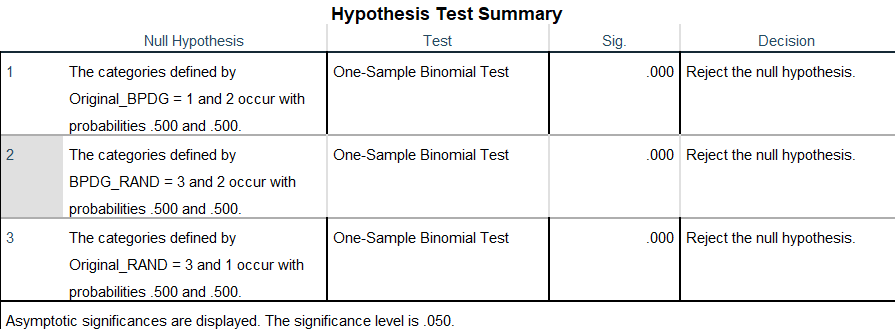 Hypothesis Test Summary
Null Hypothesis Test Sig. Decision
1 The categories defined by One-Sample Binomial Test .000 Reject the null hypothesis.
Original_BPDG = 1 and 2 occur with
probabilities .500 and .500.
2 The categories defined by One-Sample Binomial Test .000 Reject the null hypothesis.
BPDG_RAND = 3 and 2 occur with
probabilities .500 and .500.
3 The categories defined by One-Sample Binomial Test .000 Reject the null hypothesis.
Original_RAND = 3 and 1 occur with
probabilities .500 and .500.
Asymptotic significances are displayed. The significance level is .050.